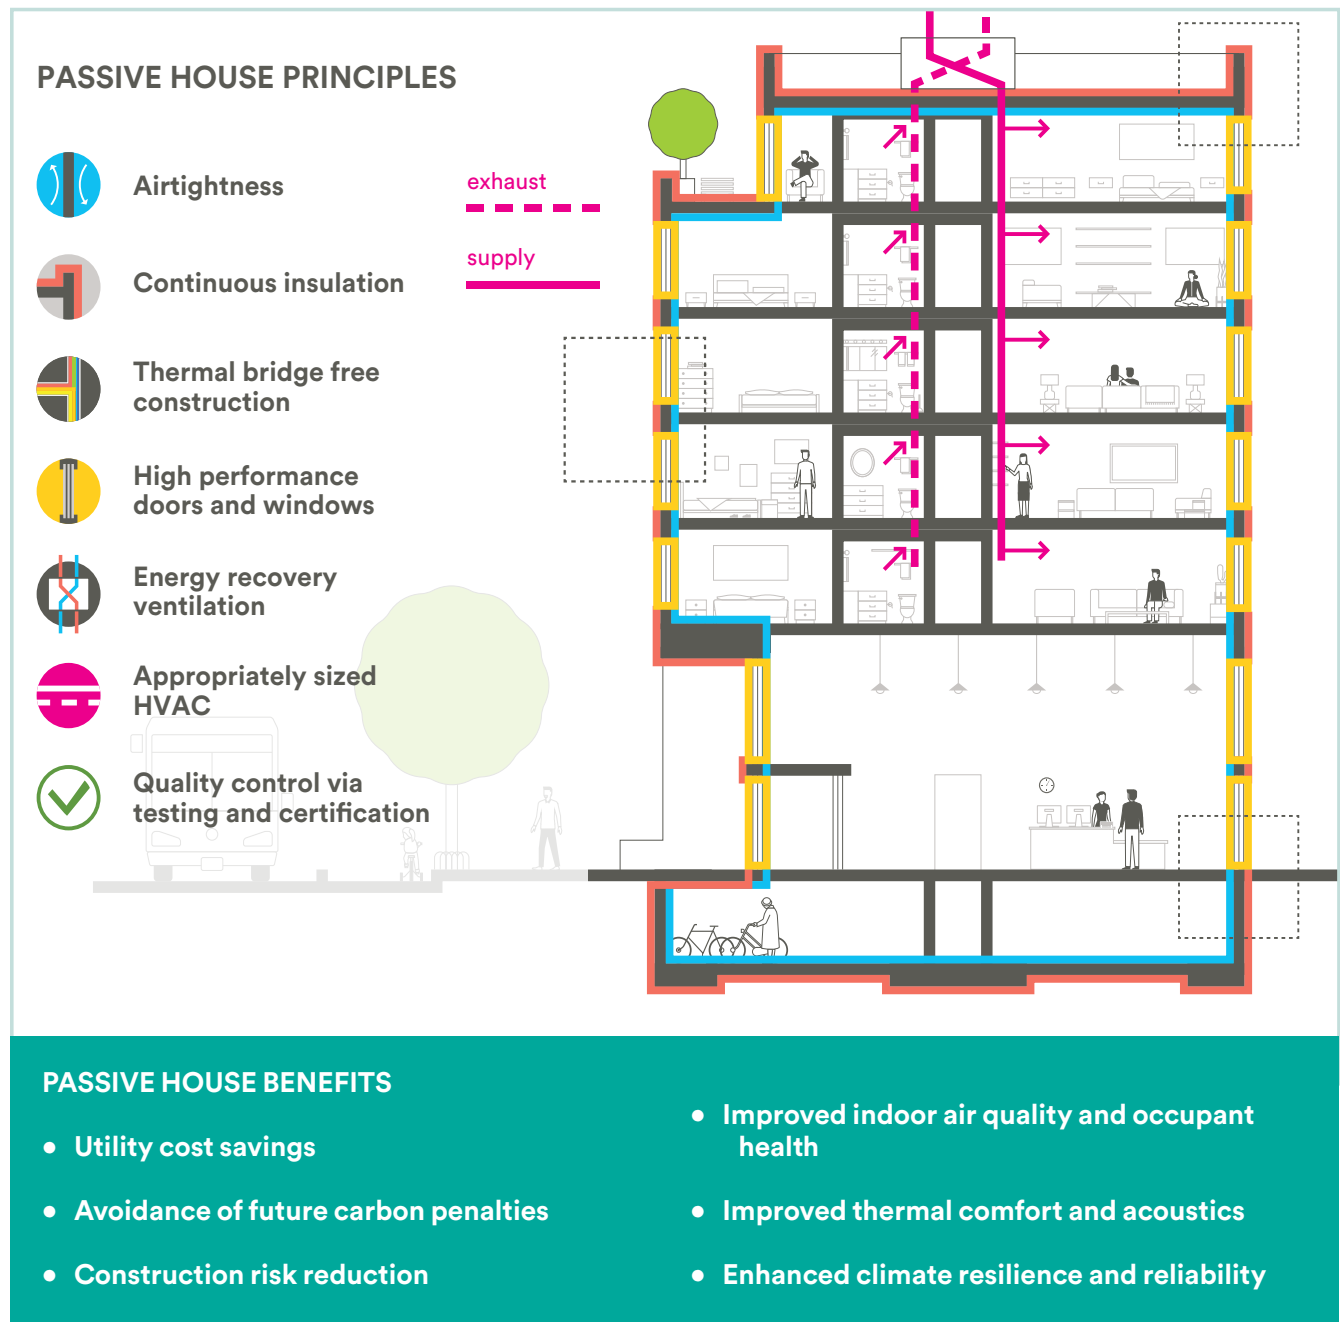 PASSIVE HOUSE PRINCIPLES
Airtightness
Continuous insulation
Thermal bridge free
construction
High performance
doors and windows
Energy recovery
ventilation
Appropriately sized
HVAC
Quality control via
testing and certification
exhaust
supply
PASSIVE HOUSE BENEFITS
• Utility cost savings
• Avoidance of future carbon penalties
• Construction risk reduction
• Improved indoor air quality and occupant
health
• Improved thermal comfort and acoustics
• Enhanced climate resilience and reliability